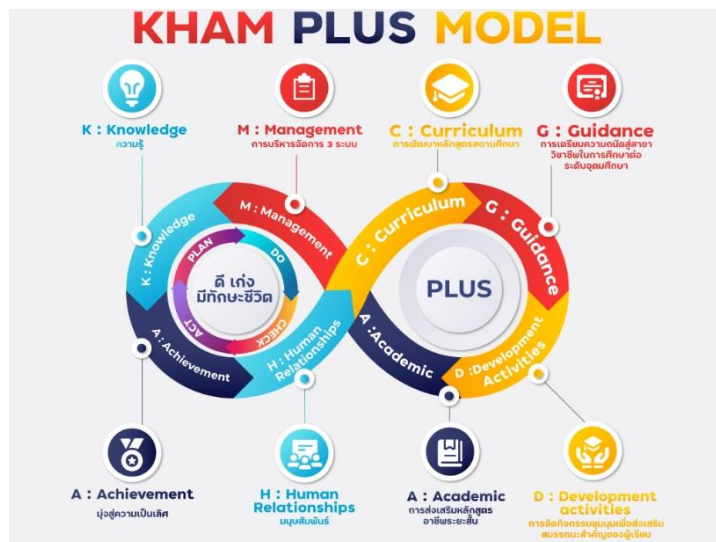 KHAM PLUS MODEL
K : Knowledge
ความรู้
M : Management
การบริหารจัดการ 3 ระบบ
C : Curriculum
การพัฒนาหลักสูตรสถานศึกษา
G : Guidance
การเตรียมความถนัดสู่สาขา
วิชาชีพในการศึกษาต่อ
ระดับอุดมศึกษา
K : Knowledge
M : Management
C : Curriculum
G : Guidance
PLAN
DO
CHECK
ACT
ดี เก่ง
มีทักษะชีวิต
PLUS
A : Achievement
H : Human
Relationships
A :Academic
D :Development
Activities
A : Achievement
มุ่งสู่ความเป็นเลิศ
H : Human
Relationships
มนุษสัมพันธ์
A : Academic
การส่งเสริมหลักสูตร
อาชีพระยะสั้น
D : Development
activities
การจัดกิจกรรมชุมนุมเพื่อส่งเสริม
สมรรถนะสำคัญของผู้เรียน